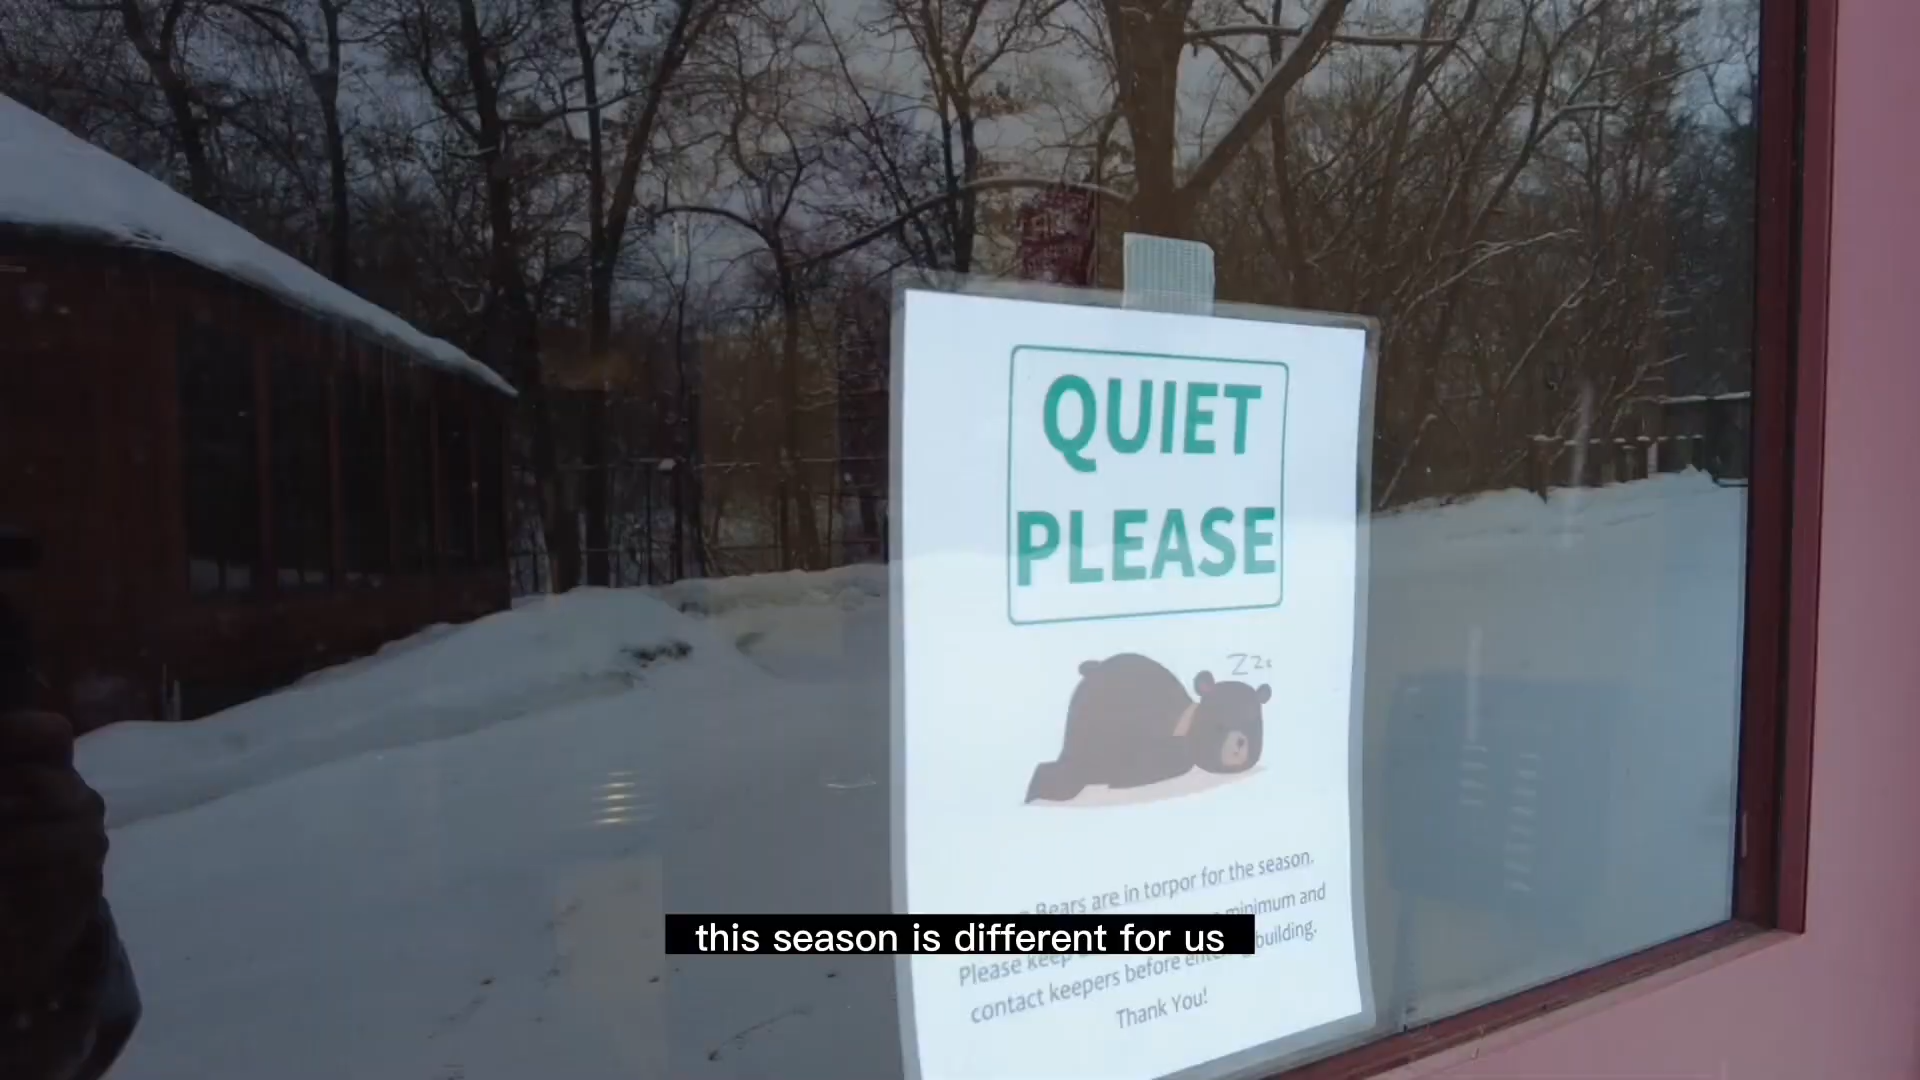 QUIET
PLEASE
Zzz
Bears are in torpor for the season.
Please keep minimum and
contact keepers before building.
Thank You!
this season is different for us